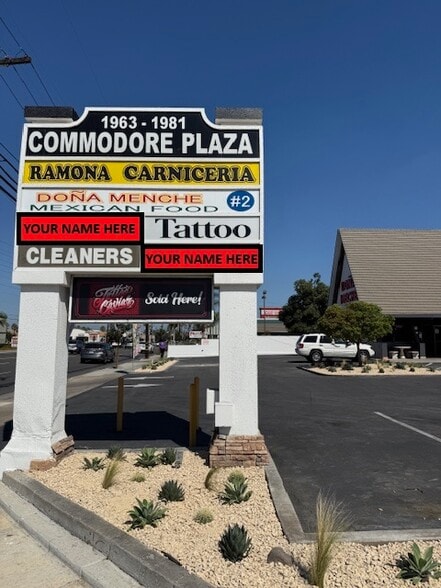 1963 - 1981
COMMODORE PLAZA
RAMONA CARNICERIA
DOÑA MENCHE
MEXICAN FOOD
#2
YOUR NAME HERE
Tattoo
CLEANERS
YOUR NAME HERE
Sold Here!